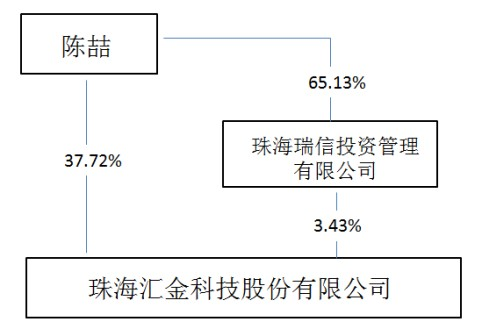 陈喆
65.13%
珠海瑞信投资管理
有限公司
37.72%
3.43%
珠海汇金科技股份有限公司